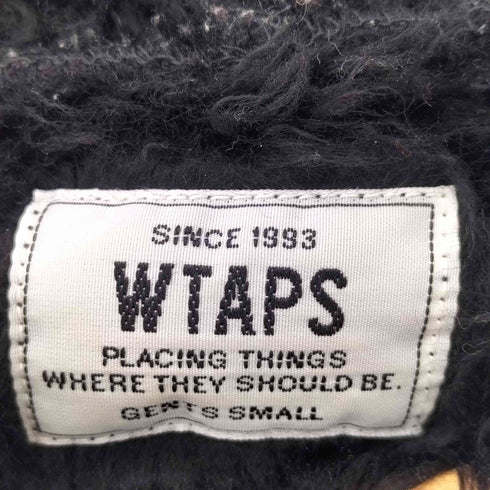 SINCE 1993
WTAPS
PLACING THINGS
WHERE THEY SHOULD BE.
GENTS SMALL